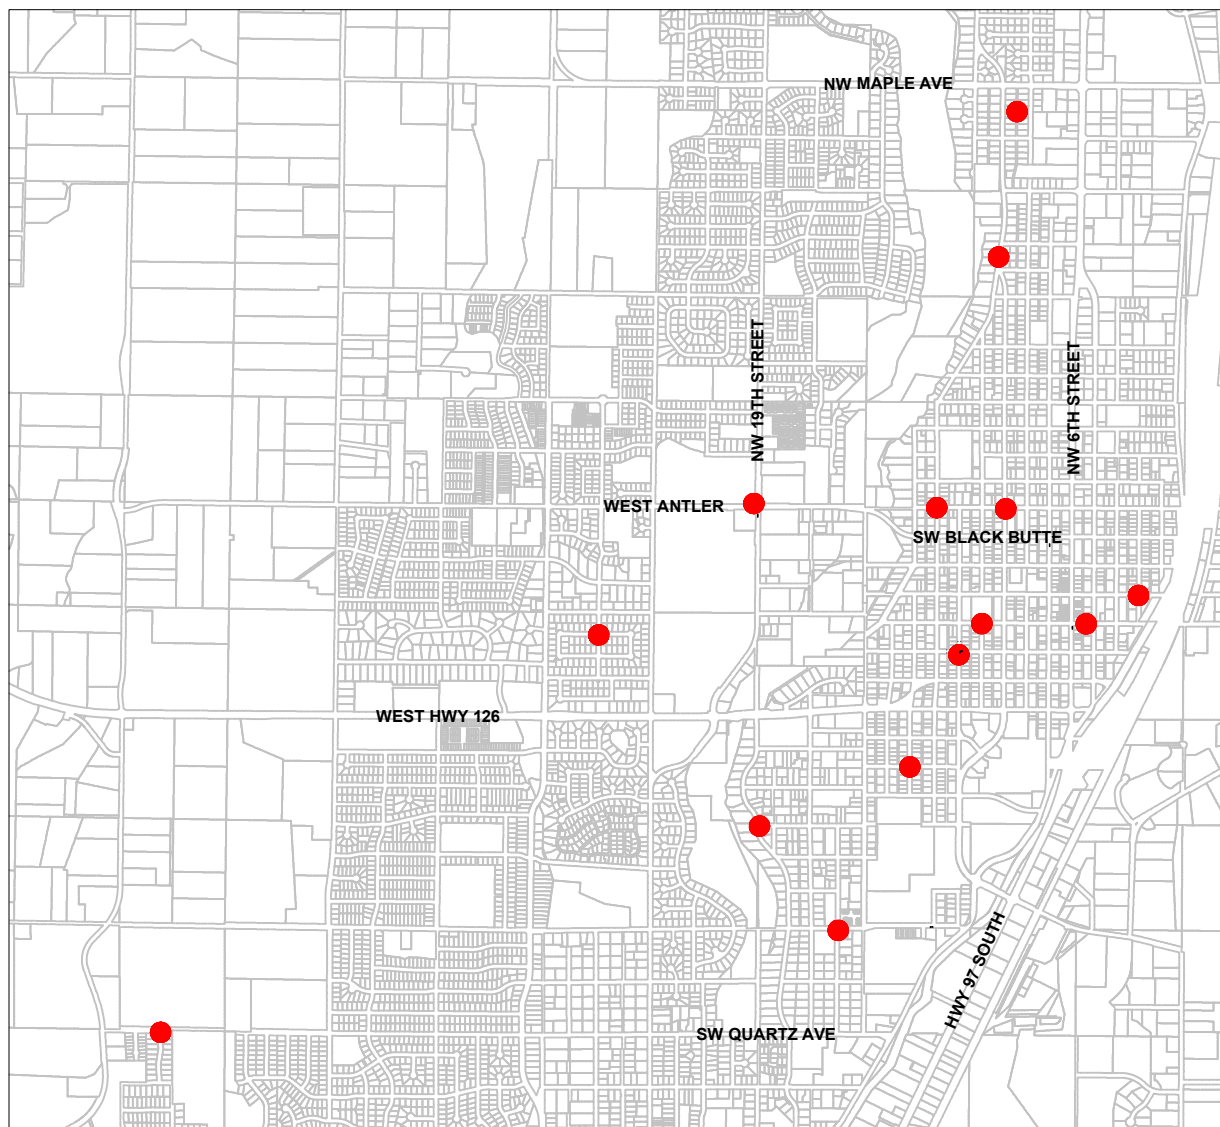 NW MAPLE AVE
NW 19TH STREET
NW 6TH STREET
WEST ANTLER
SW BLACK BUTTE
WEST HWY 126
HWY 97 SOUTH
SW QUARTZ AVE